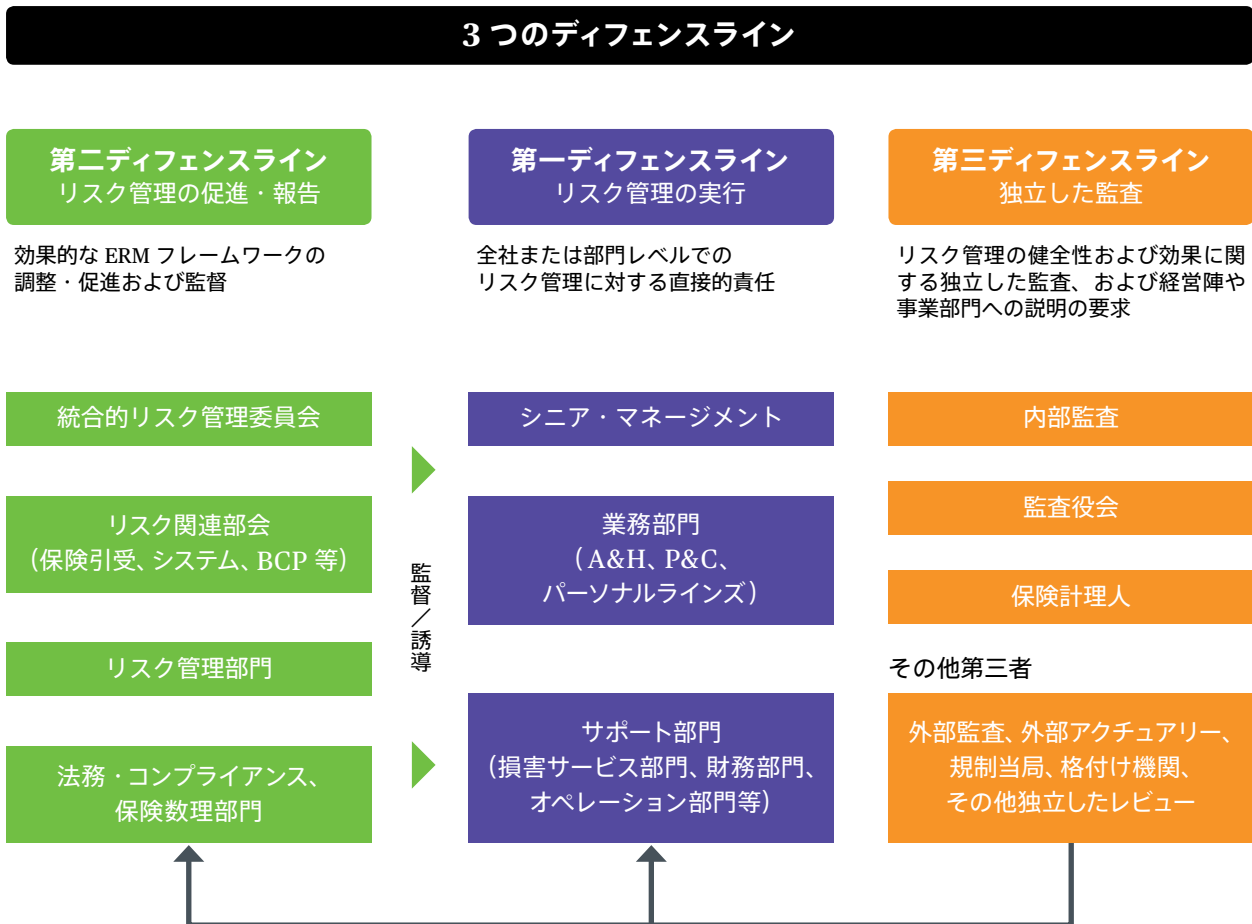 3 つのディフェンスライン
第二ディフェンスライン
リスク管理の促進・報告
効果的な ERM フレームワークの
調整・促進および監督
統合的リスク管理委員会
リスク関連部会
（保険引受、システム、BCP 等）
リスク管理部門
法務・コンプライアンス、
保険数理部門
監督／誘導
第一ディフェンスライン
リスク管理の実行
全社または部門レベルでの
リスク管理に対する直接的責任
シニア・マネージメント
業務部門
（A&H、P&C、
パーソナルラインズ）
サポート部門
（損害サービス部門、財務部門、
オペレーション部門等）
第三ディフェンスライン
独立した監査
リスク管理の健全性および効果に関
する独立した監査、および経営陣や
事業部門への説明の要求
内部監査
監査役会
保険計理人
その他第三者
外部監査、外部アクチュアリー、
規制当局、格付け機関、
その他独立したレビュー